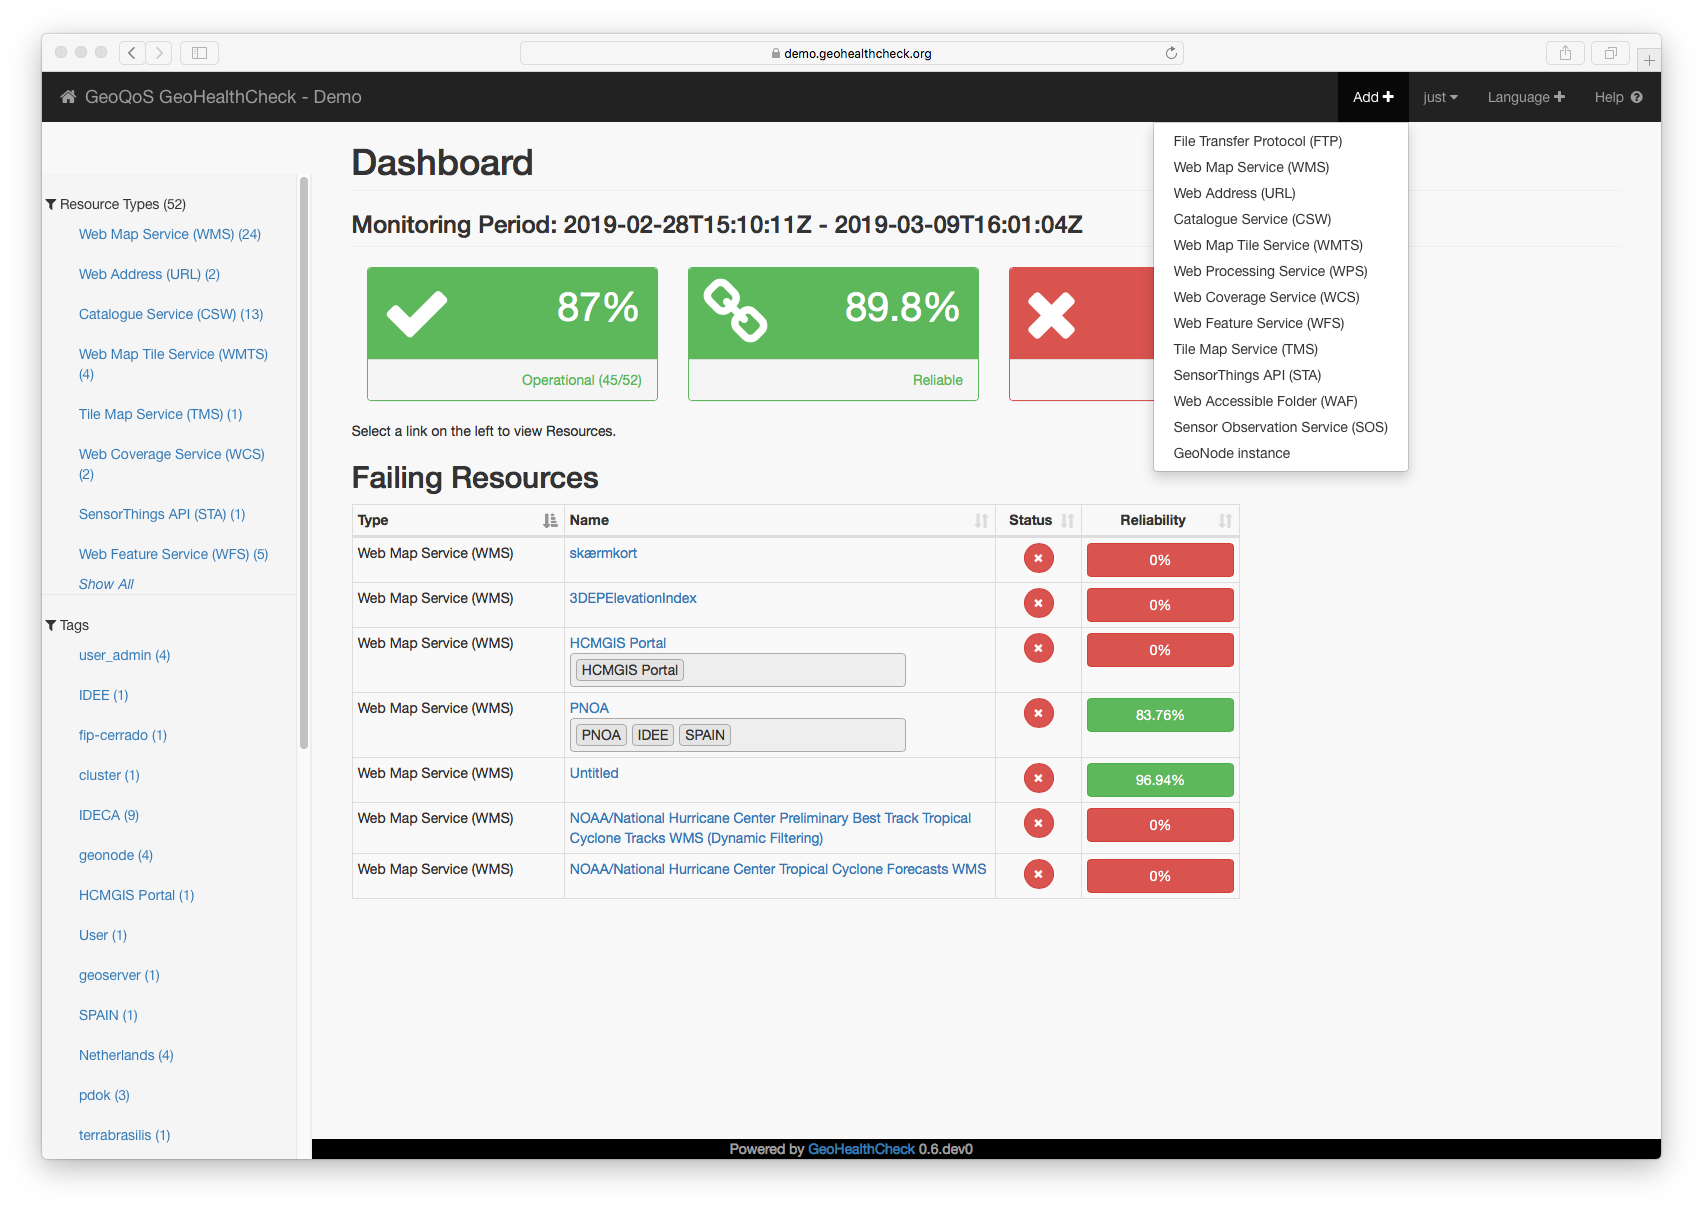 demo.geohealthcheck.org
GeoQoS GeoHealthCheck - Demo
Add
just
Language
Help
File Transfer Protocol (FTP)
Web Map Service (WMS)
Web Address (URL)
Catalogue Service (CSW)
Web Map Tile Service (WMTS)
Web Processing Service (WPS)
Web Coverage Service (WCS)
Web Feature Service (WFS)
Tile Map Service (TMS)
SensorThings API (STA)
Web Accessible Folder (WAF)
Sensor Observation Service (SOS)
GeoNode instance
Resource Types (52)
Web Map Service (WMS) (24)
Web Address (URL) (2)
Catalogue Service (CSW) (13)
Web Map Tile Service (WMTS)
(4)
Tile Map Service (TMS) (1)
Web Coverage Service (WCS)
(2)
SensorThings API (STA) (1)
Web Feature Service (WFS) (5)
Show All
Tags
user_admin (4)
IDEE (1)
fip-cerrado (1)
cluster (1)
IDECA (9)
geonode (4)
HCMGIS Portal (1)
User (1)
geoserver (1)
SPAIN (1)
Netherlands (4)
pdok (3)
terrabrasilis (1)
Dashboard
Monitoring Period: 2019-02-28T15:10:11Z - 2019-03-09T16:01:04Z
87%
Operational (45/52)
89.8%
Reliable
Select a link on the left to view Resources.
Failing Resources
Type Name Status Reliability
Web Map Service (WMS) skærmkort 0%
Web Map Service (WMS) 3DEPElevationIndex 0%
Web Map Service (WMS) HCMGIS Portal 0%
HCMGIS Portal
Web Map Service (WMS) PNOA 83.76%
PNOA IDEE SPAIN
Web Map Service (WMS) Untitled 96.94%
Web Map Service (WMS) NOAA/National Hurricane Center Preliminary Best Track Tropical 0%
Cyclone Tracks WMS (Dynamic Filtering)
Web Map Service (WMS) NOAA/National Hurricane Center Tropical Cyclone Forecasts WMS 0%
Powered by GeoHealthCheck 0.6.dev0